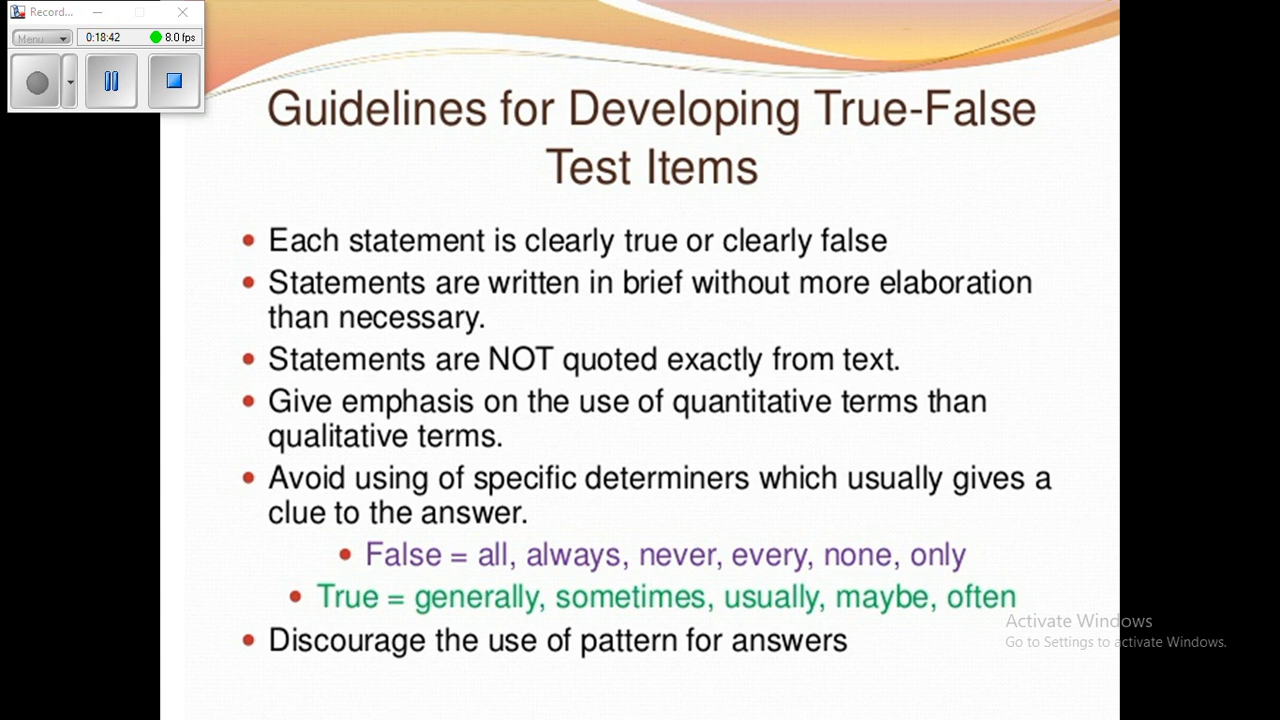 Record...
Menu
0:18:42
8.0 fps
Guidelines for Developing True-False
Test Items
• Each statement is clearly true or clearly false
• Statements are written in brief without more elaboration
than necessary.
• Statements are NOT quoted exactly from text.
• Give emphasis on the use of quantitative terms than
qualitative terms.
• Avoid using of specific determiners which usually gives a
clue to the answer.
• False = all, always, never, every, none, only
• True = generally, sometimes, usually, maybe, often
• Discourage the use of pattern for answers
Activate Windows
Go to Settings to activate Windows.